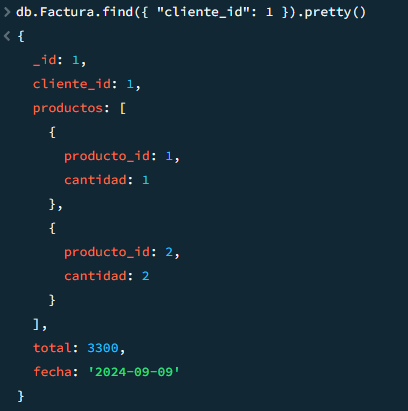 > db.Factura.find({ "cliente_id": 1 }).pretty()
< {
    _id: 1,
    cliente_id: 1,
    productos: [
      {
        producto_id: 1,
        cantidad: 1
      },
      {
        producto_id: 2,
        cantidad: 2
      }
    ],
    total: 3300,
    fecha: '2024-09-09'
  }